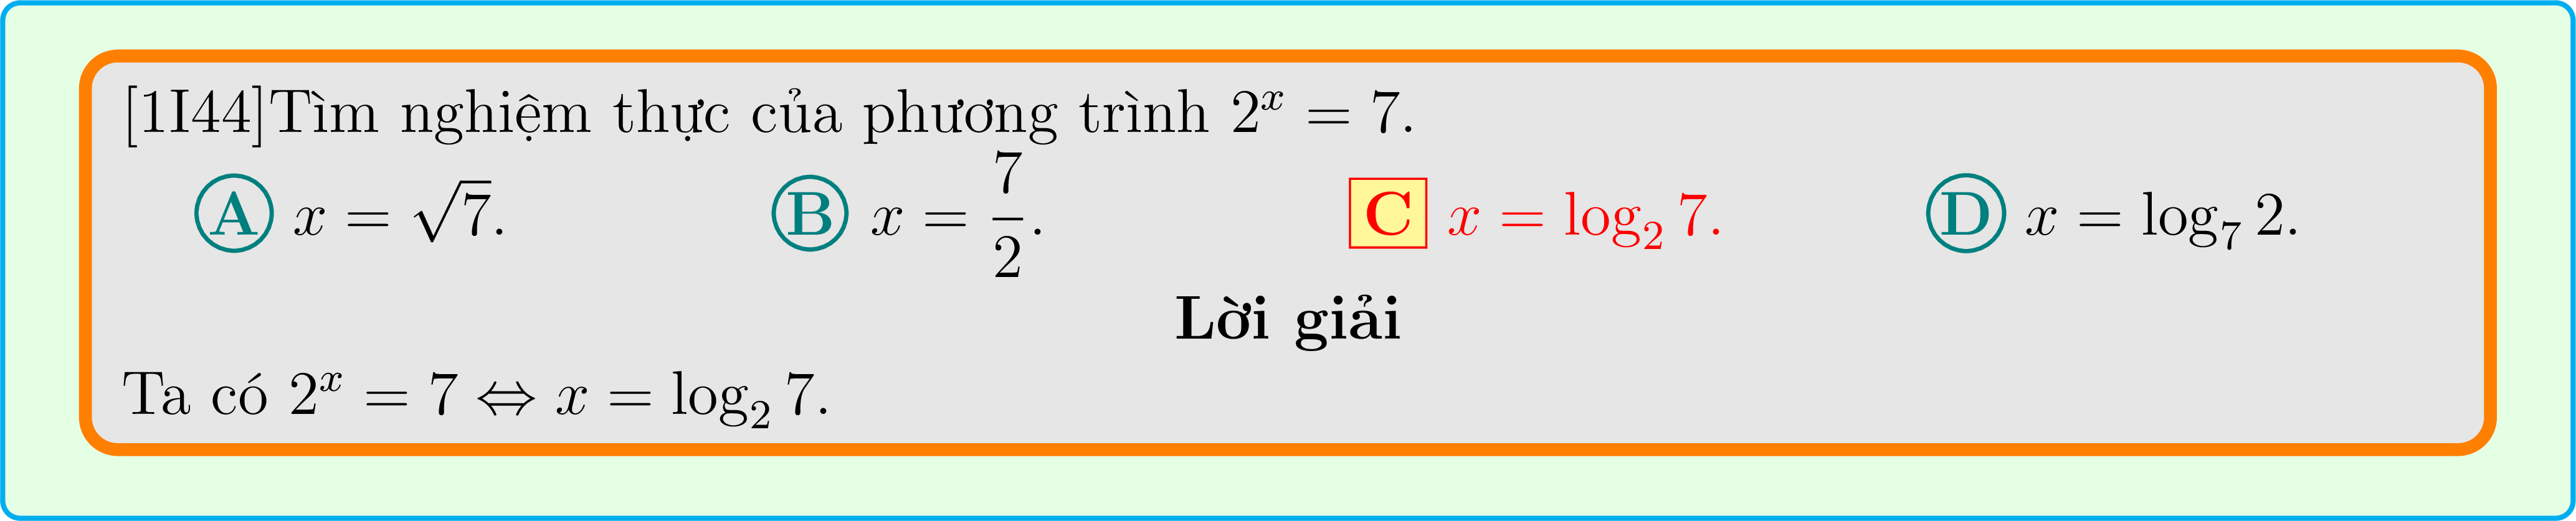 [1I44]Tìm nghiệm thực của phương trình $2^x = 7$.
A $x = \sqrt{7}$. B $x = \dfrac{7}{2}$. C $x = \log_2 7$. D $x = \log_7 2$.
Lời giải
Ta có $2^x = 7 \Leftrightarrow x = \log_2 7$.